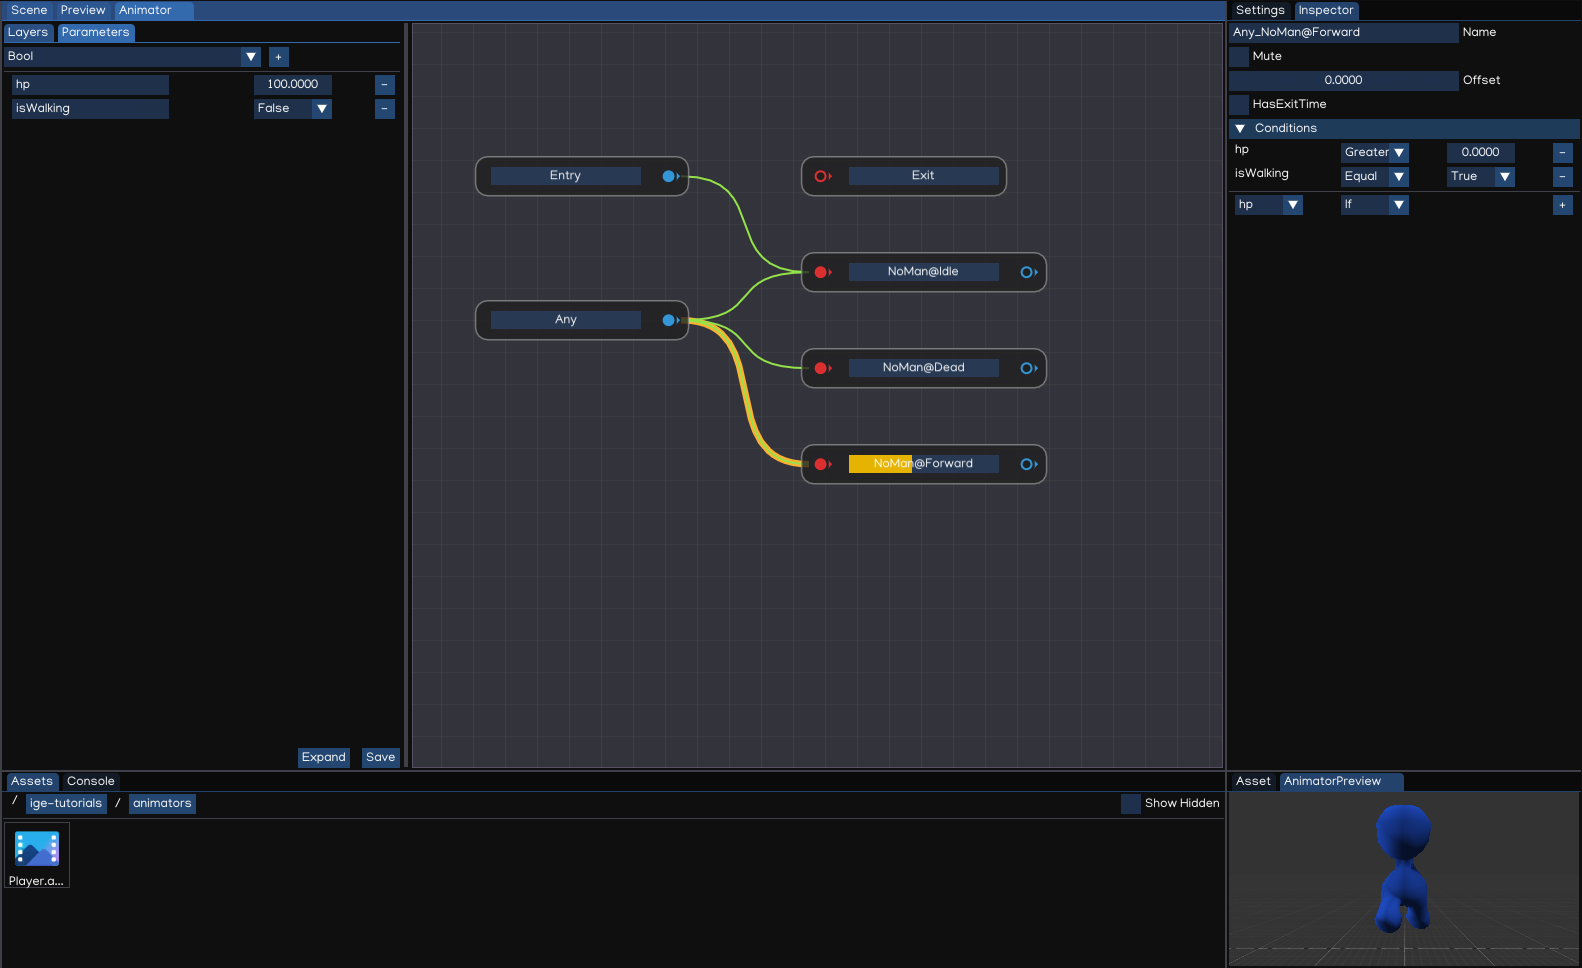 Scene Preview Animator
Layers Parameters
Bool +
hp 100.0000 -
isWalking False -
Expand Save
Entry
Exit
NoMan@Idle
Any
NoMan@Dead
NoMan@Forward
Settings Inspector
Any_NoMan@Forward Name
Mute
0.0000 Offset
HasExitTime
Conditions
hp Greater 0.0000 -
isWalking Equal True -
hp If +
Assets Console
/ ige-tutorials / animators Show Hidden
Player.a...
Asset AnimatorPreview